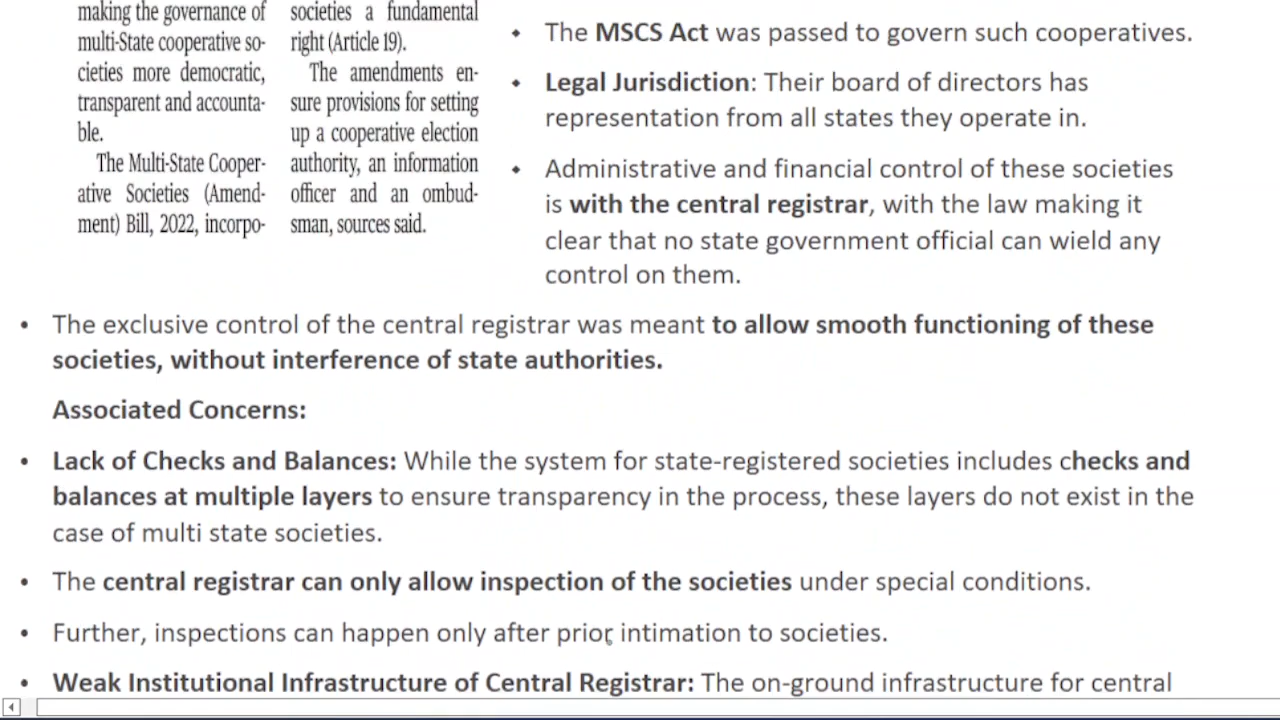 making the governance of
multi-State cooperative so-
cieties more democratic,
transparent and accounta-
ble.
The Multi-State Cooper-
ative Societies (Amend-
ment) Bill, 2022, incorpo-
societies a fundamental
right (Article 19).
The amendments en-
sure provisions for setting
up a cooperative election
authority, an information
officer and an ombud-
sman, sources said.
⬥ The MSCS Act was passed to govern such cooperatives.
⬥ Legal Jurisdiction: Their board of directors has
representation from all states they operate in.
⬥ Administrative and financial control of these societies
is with the central registrar, with the law making it
clear that no state government official can wield any
control on them.
• The exclusive control of the central registrar was meant to allow smooth functioning of these
societies, without interference of state authorities.
Associated Concerns:
• Lack of Checks and Balances: While the system for state-registered societies includes checks and
balances at multiple layers to ensure transparency in the process, these layers do not exist in the
case of multi state societies.
• The central registrar can only allow inspection of the societies under special conditions.
• Further, inspections can happen only after prior intimation to societies.
• Weak Institutional Infrastructure of Central Registrar: The on-ground infrastructure for central